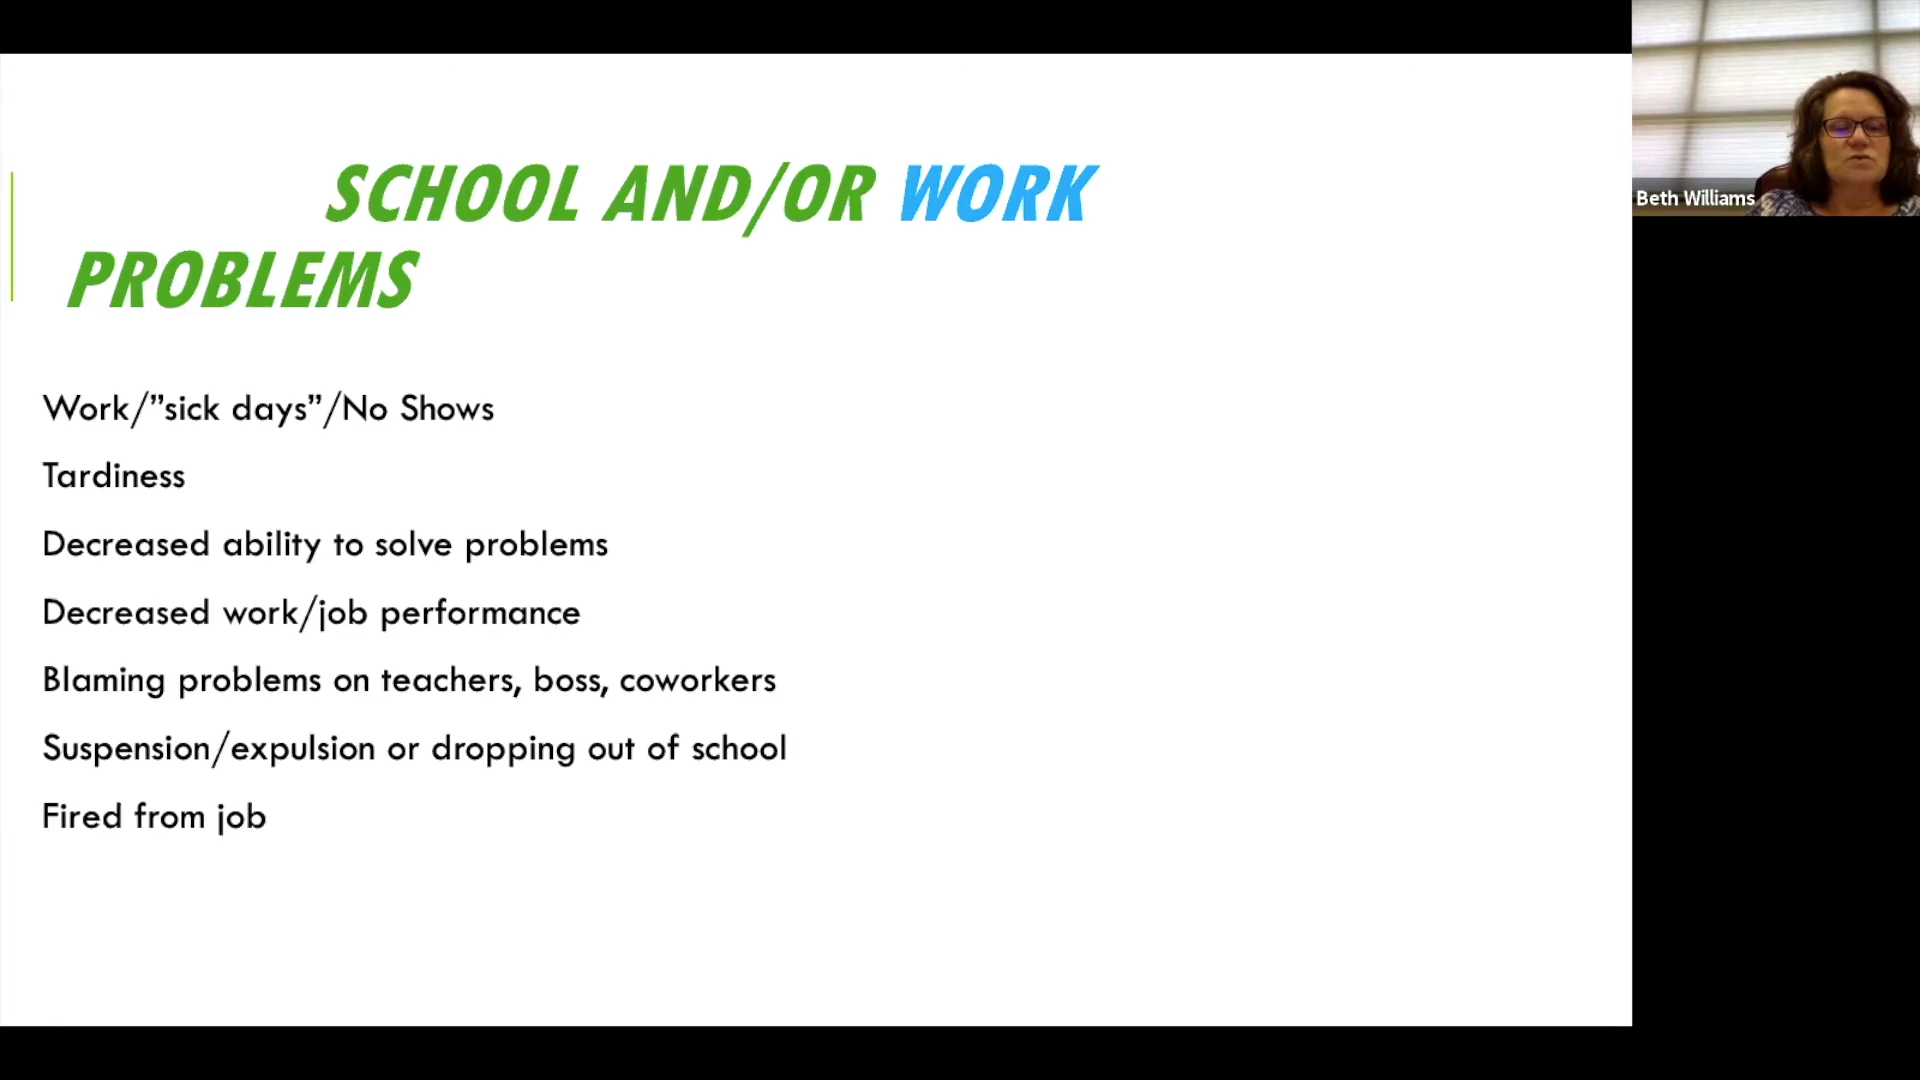 SCHOOL AND/OR WORK
PROBLEMS
Work/”sick days”/No Shows
Tardiness
Decreased ability to solve problems
Decreased work/job performance
Blaming problems on teachers, boss, coworkers
Suspension/expulsion or dropping out of school
Fired from job
Beth Williams